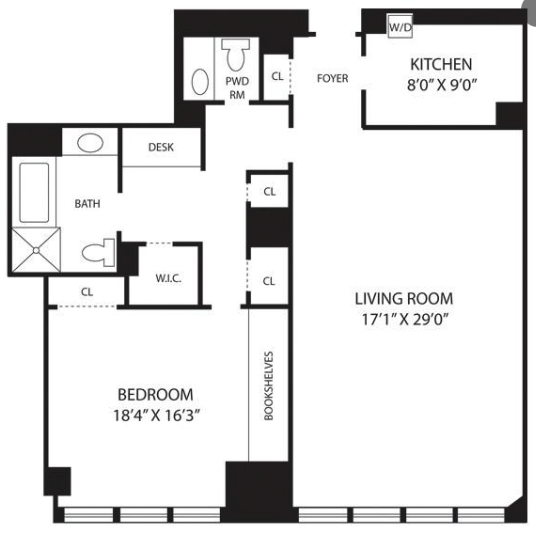 W/D
KITCHEN
8'0" X 9'0"
CL
FOYER
PWD
RM
DESK
BATH
CL
W.I.C.
CL
CL
LIVING ROOM
17'1" X 29'0"
BEDROOM
18'4" X 16'3"
BOOKSHELVES